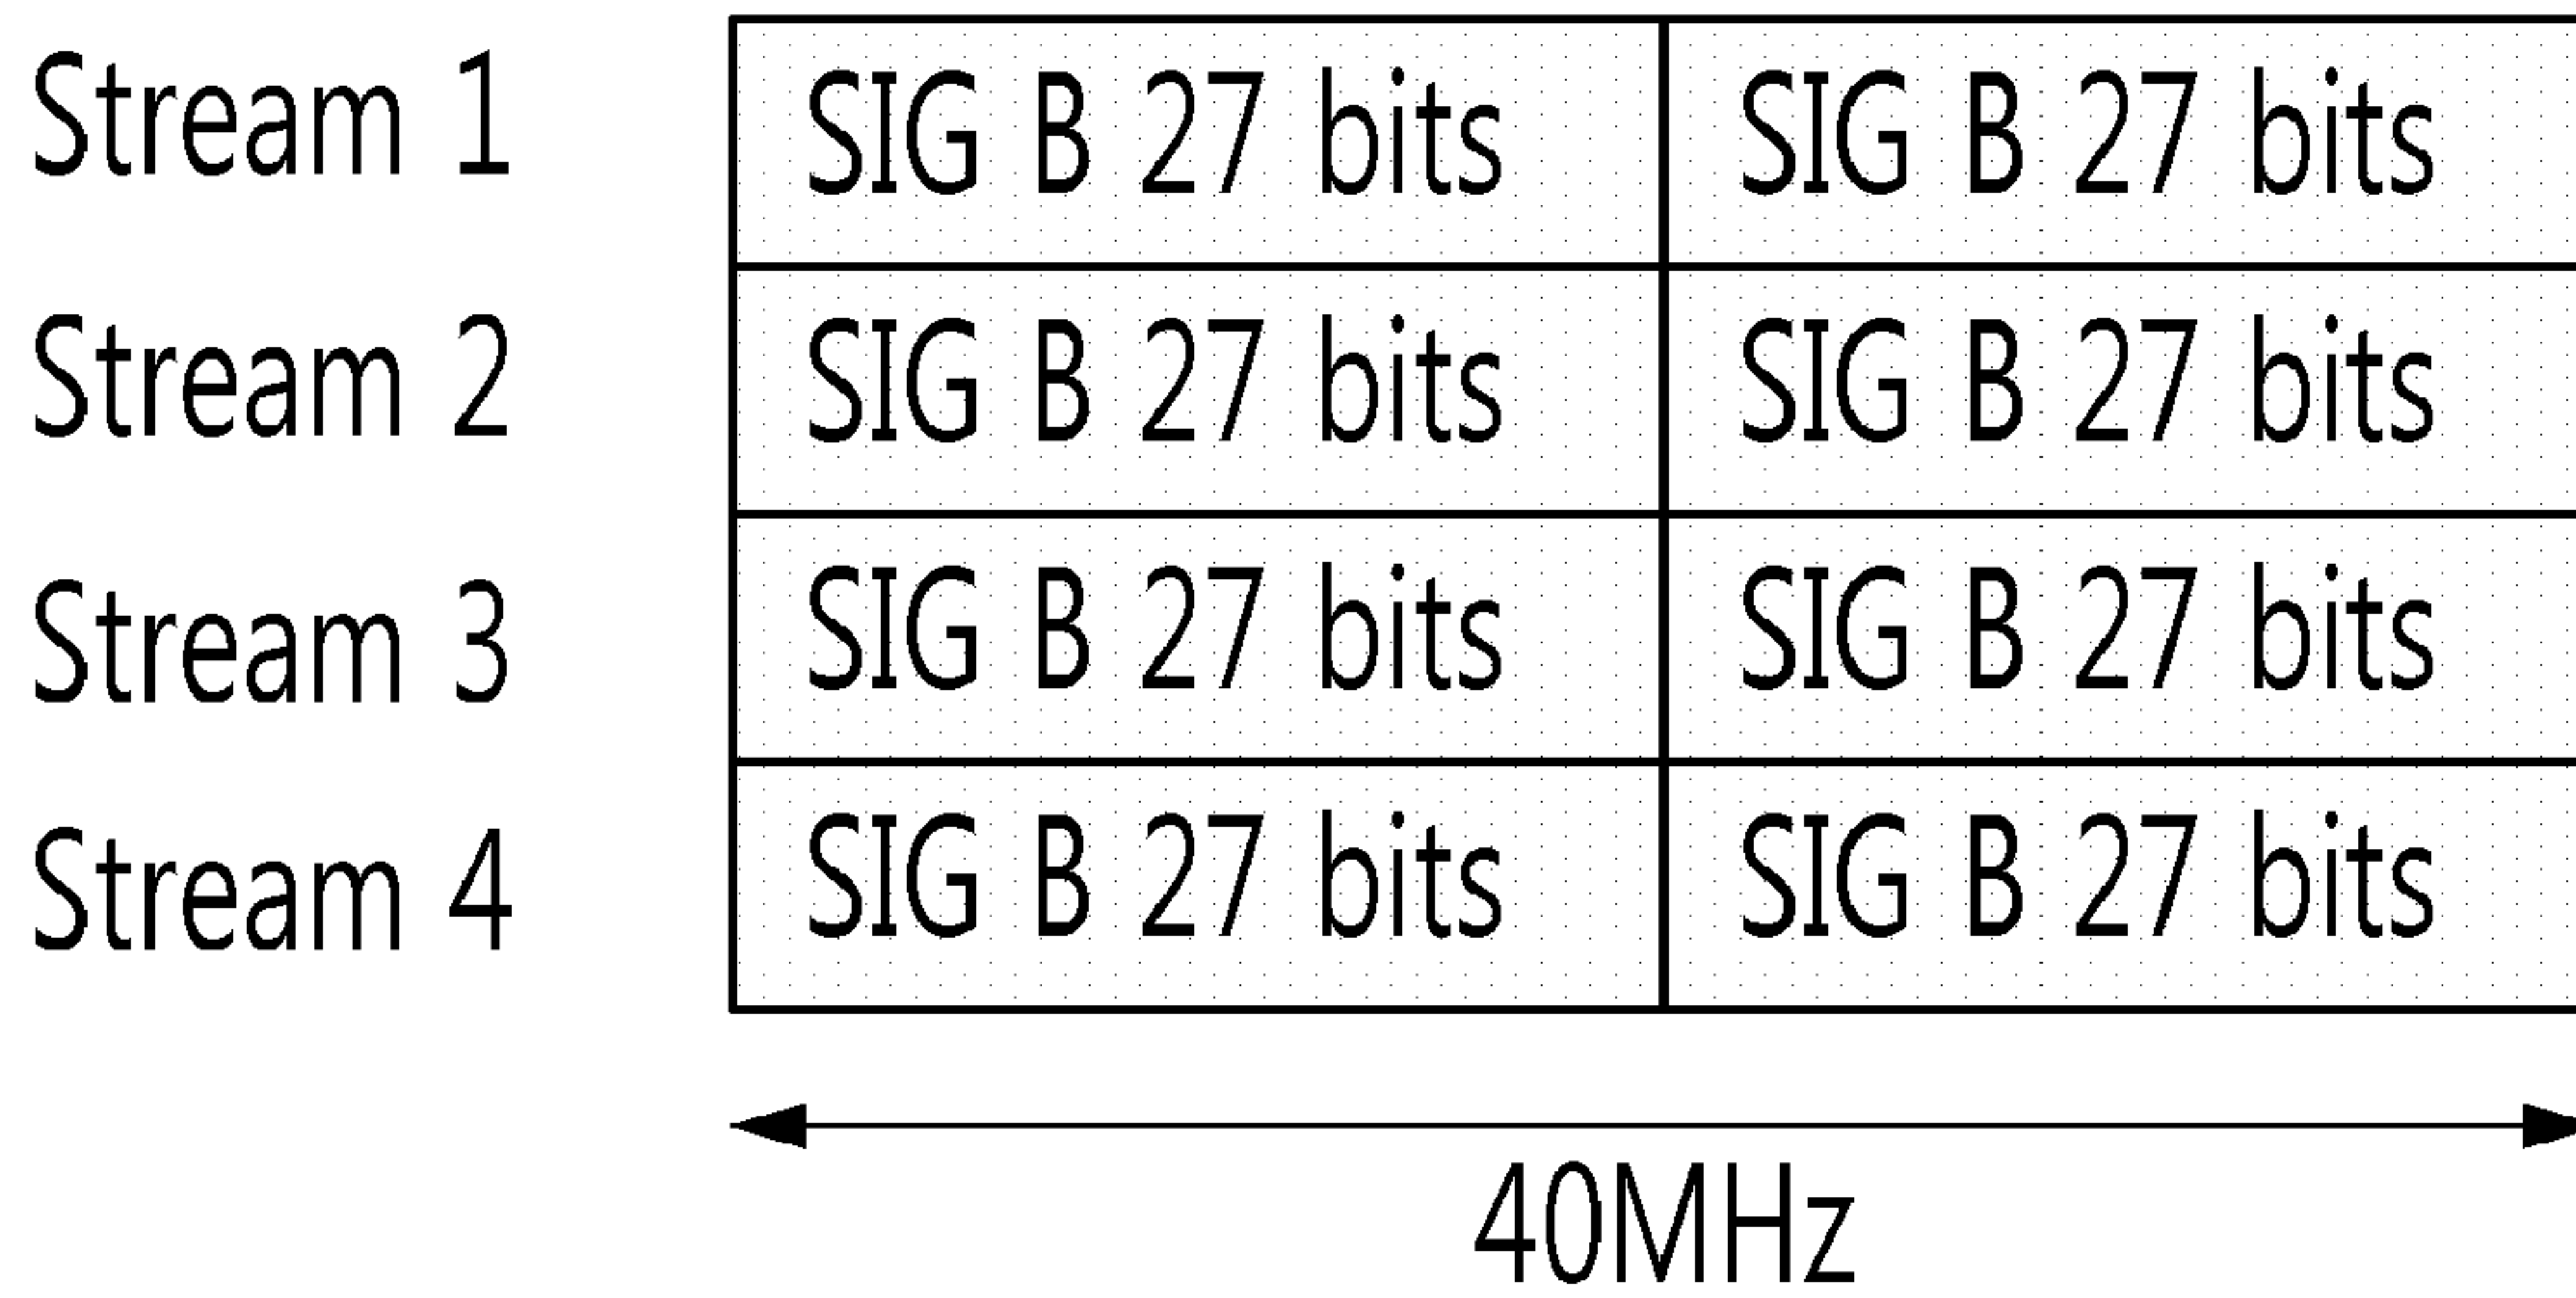 Stream 1 SIG B 27 bits SIG B 27 bits
Stream 2 SIG B 27 bits SIG B 27 bits
Stream 3 SIG B 27 bits SIG B 27 bits
Stream 4 SIG B 27 bits SIG B 27 bits
40MHz